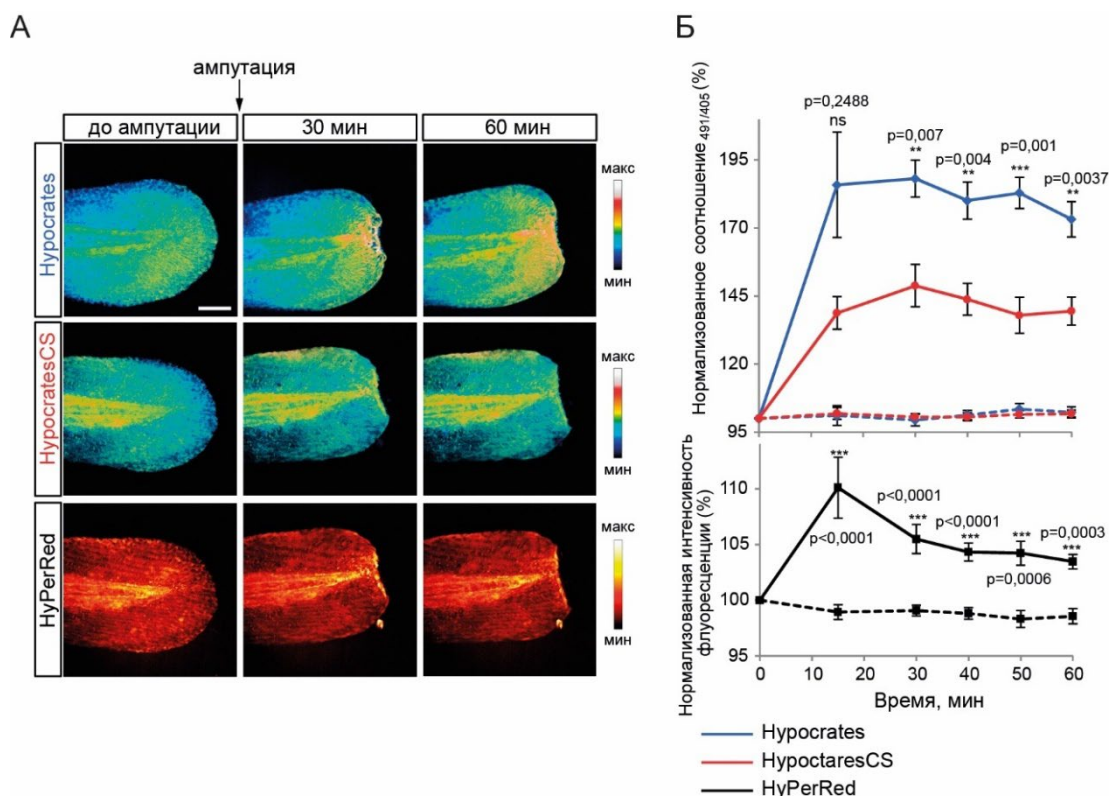 А
ампутация
до ампутации
30 мин
60 мин
Hypocrates
макс
мин
HypocratesCS
макс
мин
HyPerRed
макс
мин
Б
Нормализованное соотношение 491/405 (%)
195
170
145
120
95
p=0,2488
ns
p=0,007
**
p=0,004
**
p=0,001
***
p=0,0037
**
Нормализованная интенсивность
флуоресценции (%)
110
105
100
95
***
p<0,0001
p<0,0001
***
p<0,0001
***
***
p=0,0006
p=0,0003
***
0 10 20 30 40 50 60
Время, мин
Hypocrates
HypoctaresCS
HyPerRed